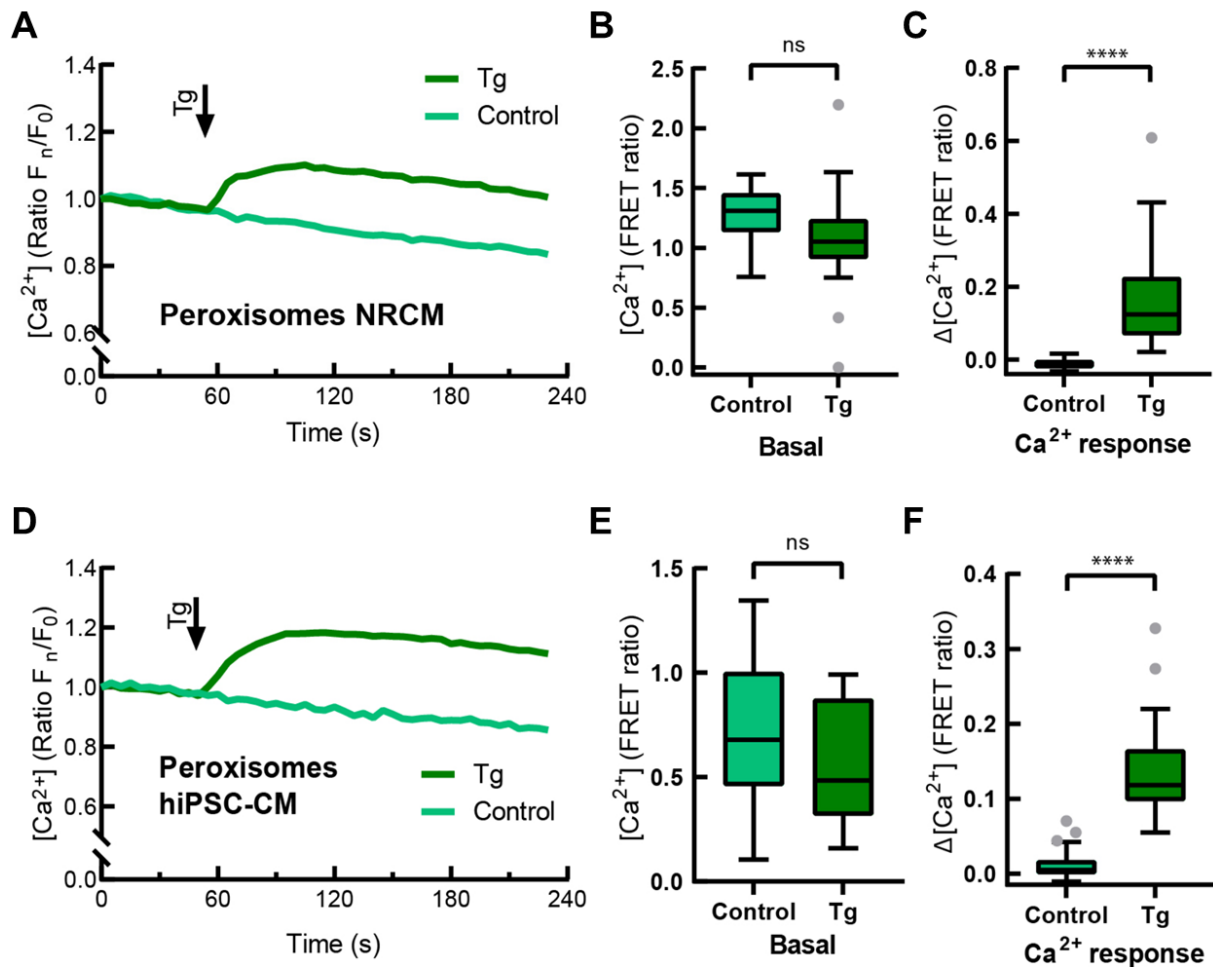 A
[Ca²⁺] (Ratio Fₙ/F₀)
1.4
1.2
1.0
0.8
0.6
0.0
Tg
Tg
Control
Peroxisomes NRCM
0
60
120
180
240
Time (s)
B
ns
[Ca²⁺] (FRET ratio)
2.5
2.0
1.5
1.0
0.5
0.0
Control Tg
Basal
C
****
Δ[Ca²⁺] (FRET ratio)
0.8
0.6
0.4
0.2
0.0
Control Tg
Ca²⁺ response
D
[Ca²⁺] (Ratio Fₙ/F₀)
1.4
1.2
1.0
0.8
0.6
0.0
Tg
Peroxisomes
hiPSC-CM
Tg
Control
0
60
120
180
240
Time (s)
E
ns
[Ca²⁺] (FRET ratio)
1.5
1.0
0.5
0.0
Control Tg
Basal
F
****
Δ[Ca²⁺] (FRET ratio)
0.4
0.3
0.2
0.1
0.0
Control Tg
Ca²⁺ response